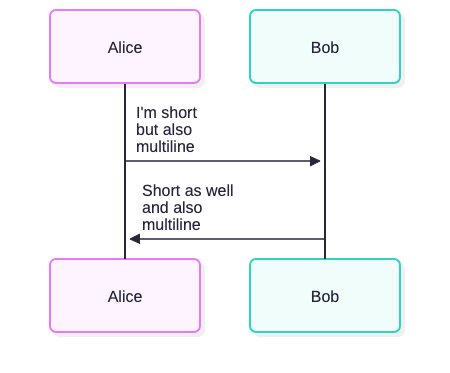 Alice
Bob
I'm short
but also
multiline
Short as well
and also
multiline
Alice
Bob